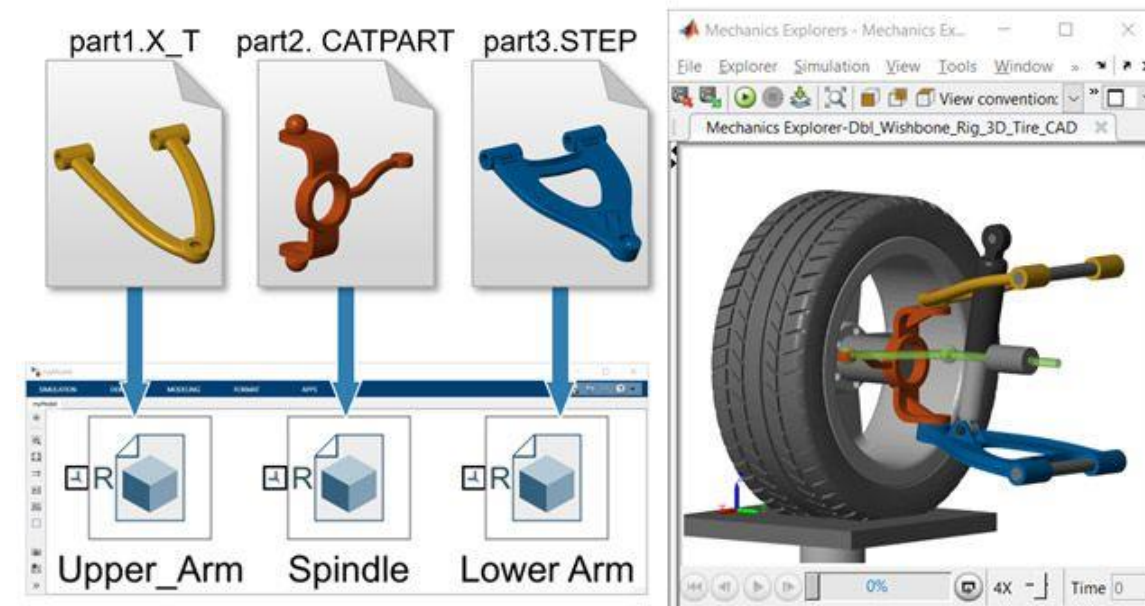 part1.X_T
part2. CATPART
part3.STEP
SIMULATION
MODELING
FORMAT
APPS
R
R
R
Upper_Arm
Spindle
Lower Arm
Mechanics Explorers - Mechanics Ex...
File Explorer Simulation View Tools Window »
View convention: »
Mechanics Explorer-Dbl_Wishbone_Rig_3D_Tire_CAD
0%
4X
Time 0